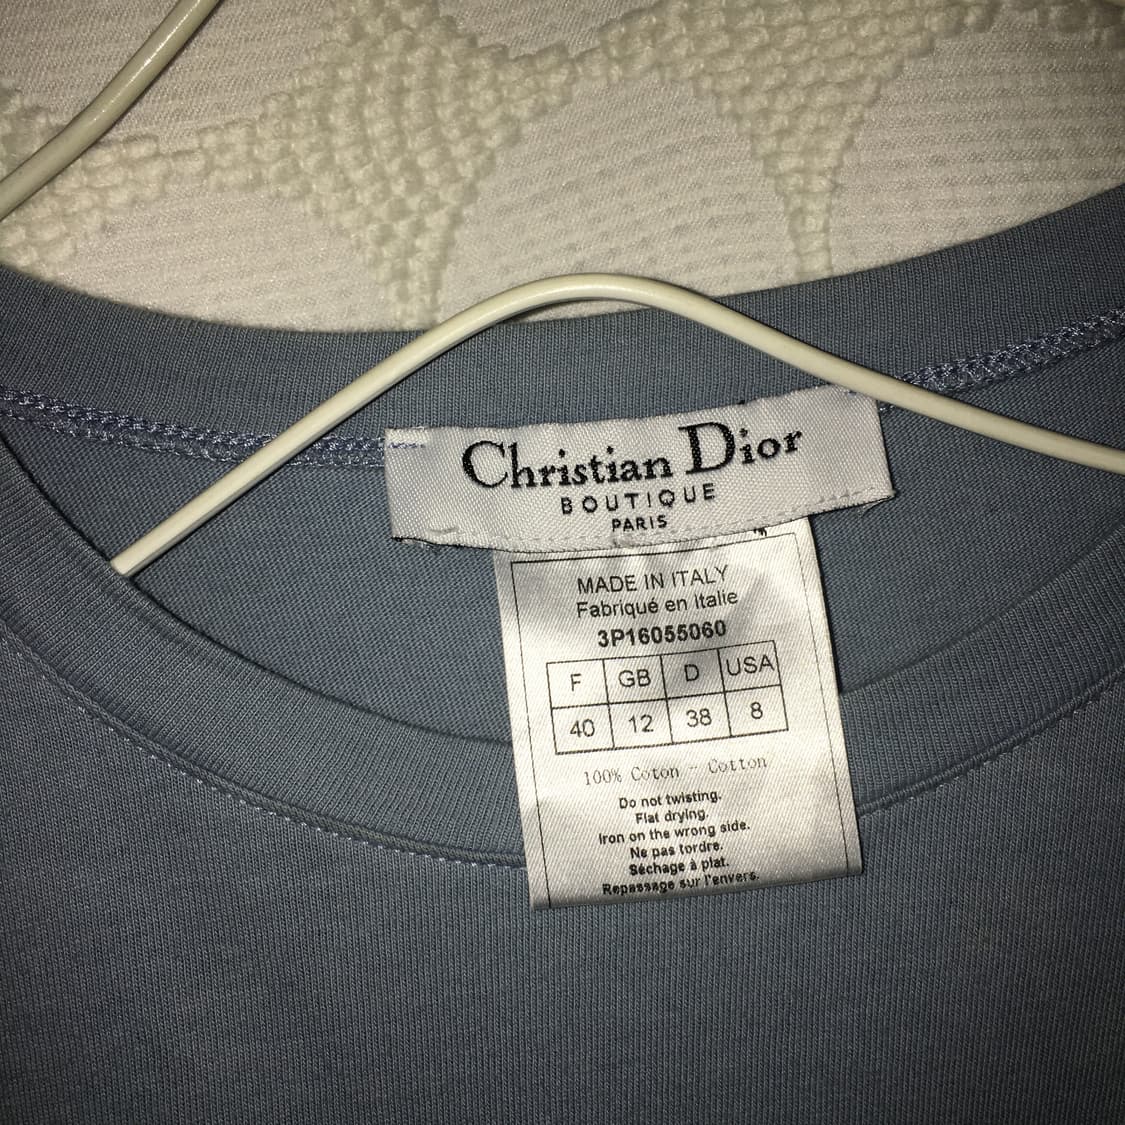 Christian Dior
BOUTIQUE
PARIS
MADE IN ITALY
Fabriqué en Italie
3P16055060
F GB D USA
40 12 38 8
100% Coton - Cotton
Do not twisting.
Flat drying.
Iron on the wrong side.
Ne pas tordre.
Séchage à plat.
Repassage sur l'envers.